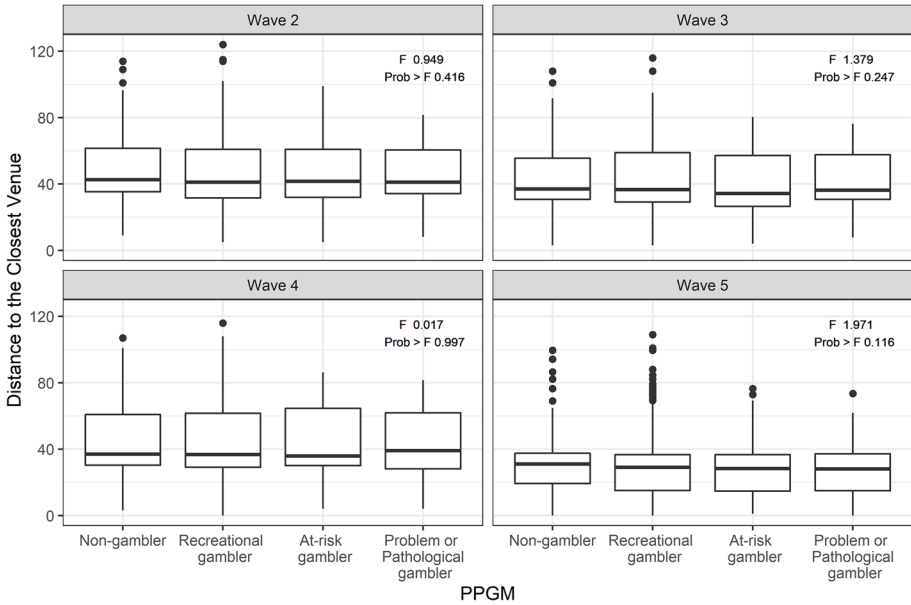 Wave 2
Wave 3
F 0.949
Prob > F 0.416
F 1.379
Prob > F 0.247
120
80
40
0
Wave 4
Wave 5
F 0.017
Prob > F 0.997
F 1.971
Prob > F 0.116
120
80
40
0
Distance to the Closest Venue
Non-gambler
Recreational
gambler
At-risk
gambler
Problem or
Pathological
gambler
Non-gambler
Recreational
gambler
At-risk
gambler
Problem or
Pathological
gambler
PPGM